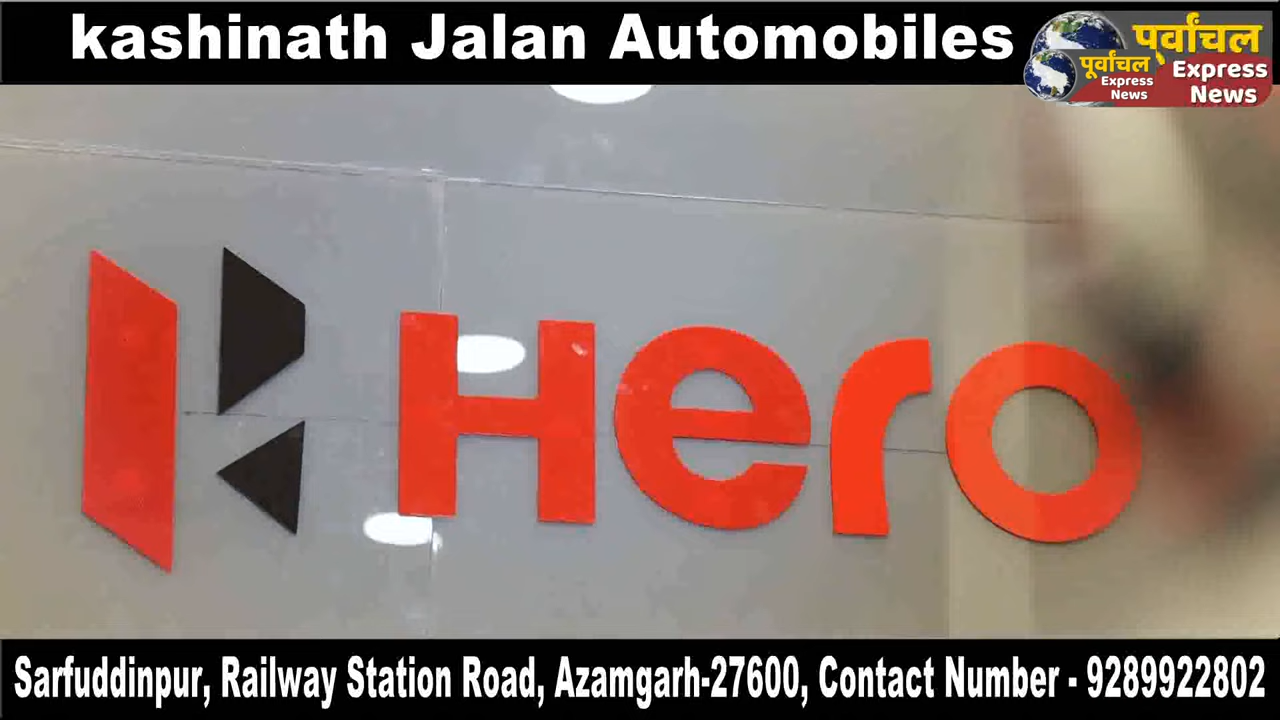 kashinath Jalan Automobiles
पूर्वांचल
Express
News
पूर्वांचल
Express
News
Hero
Sarfuddinpur, Railway Station Road, Azamgarh-27600, Contact Number - 9289922802